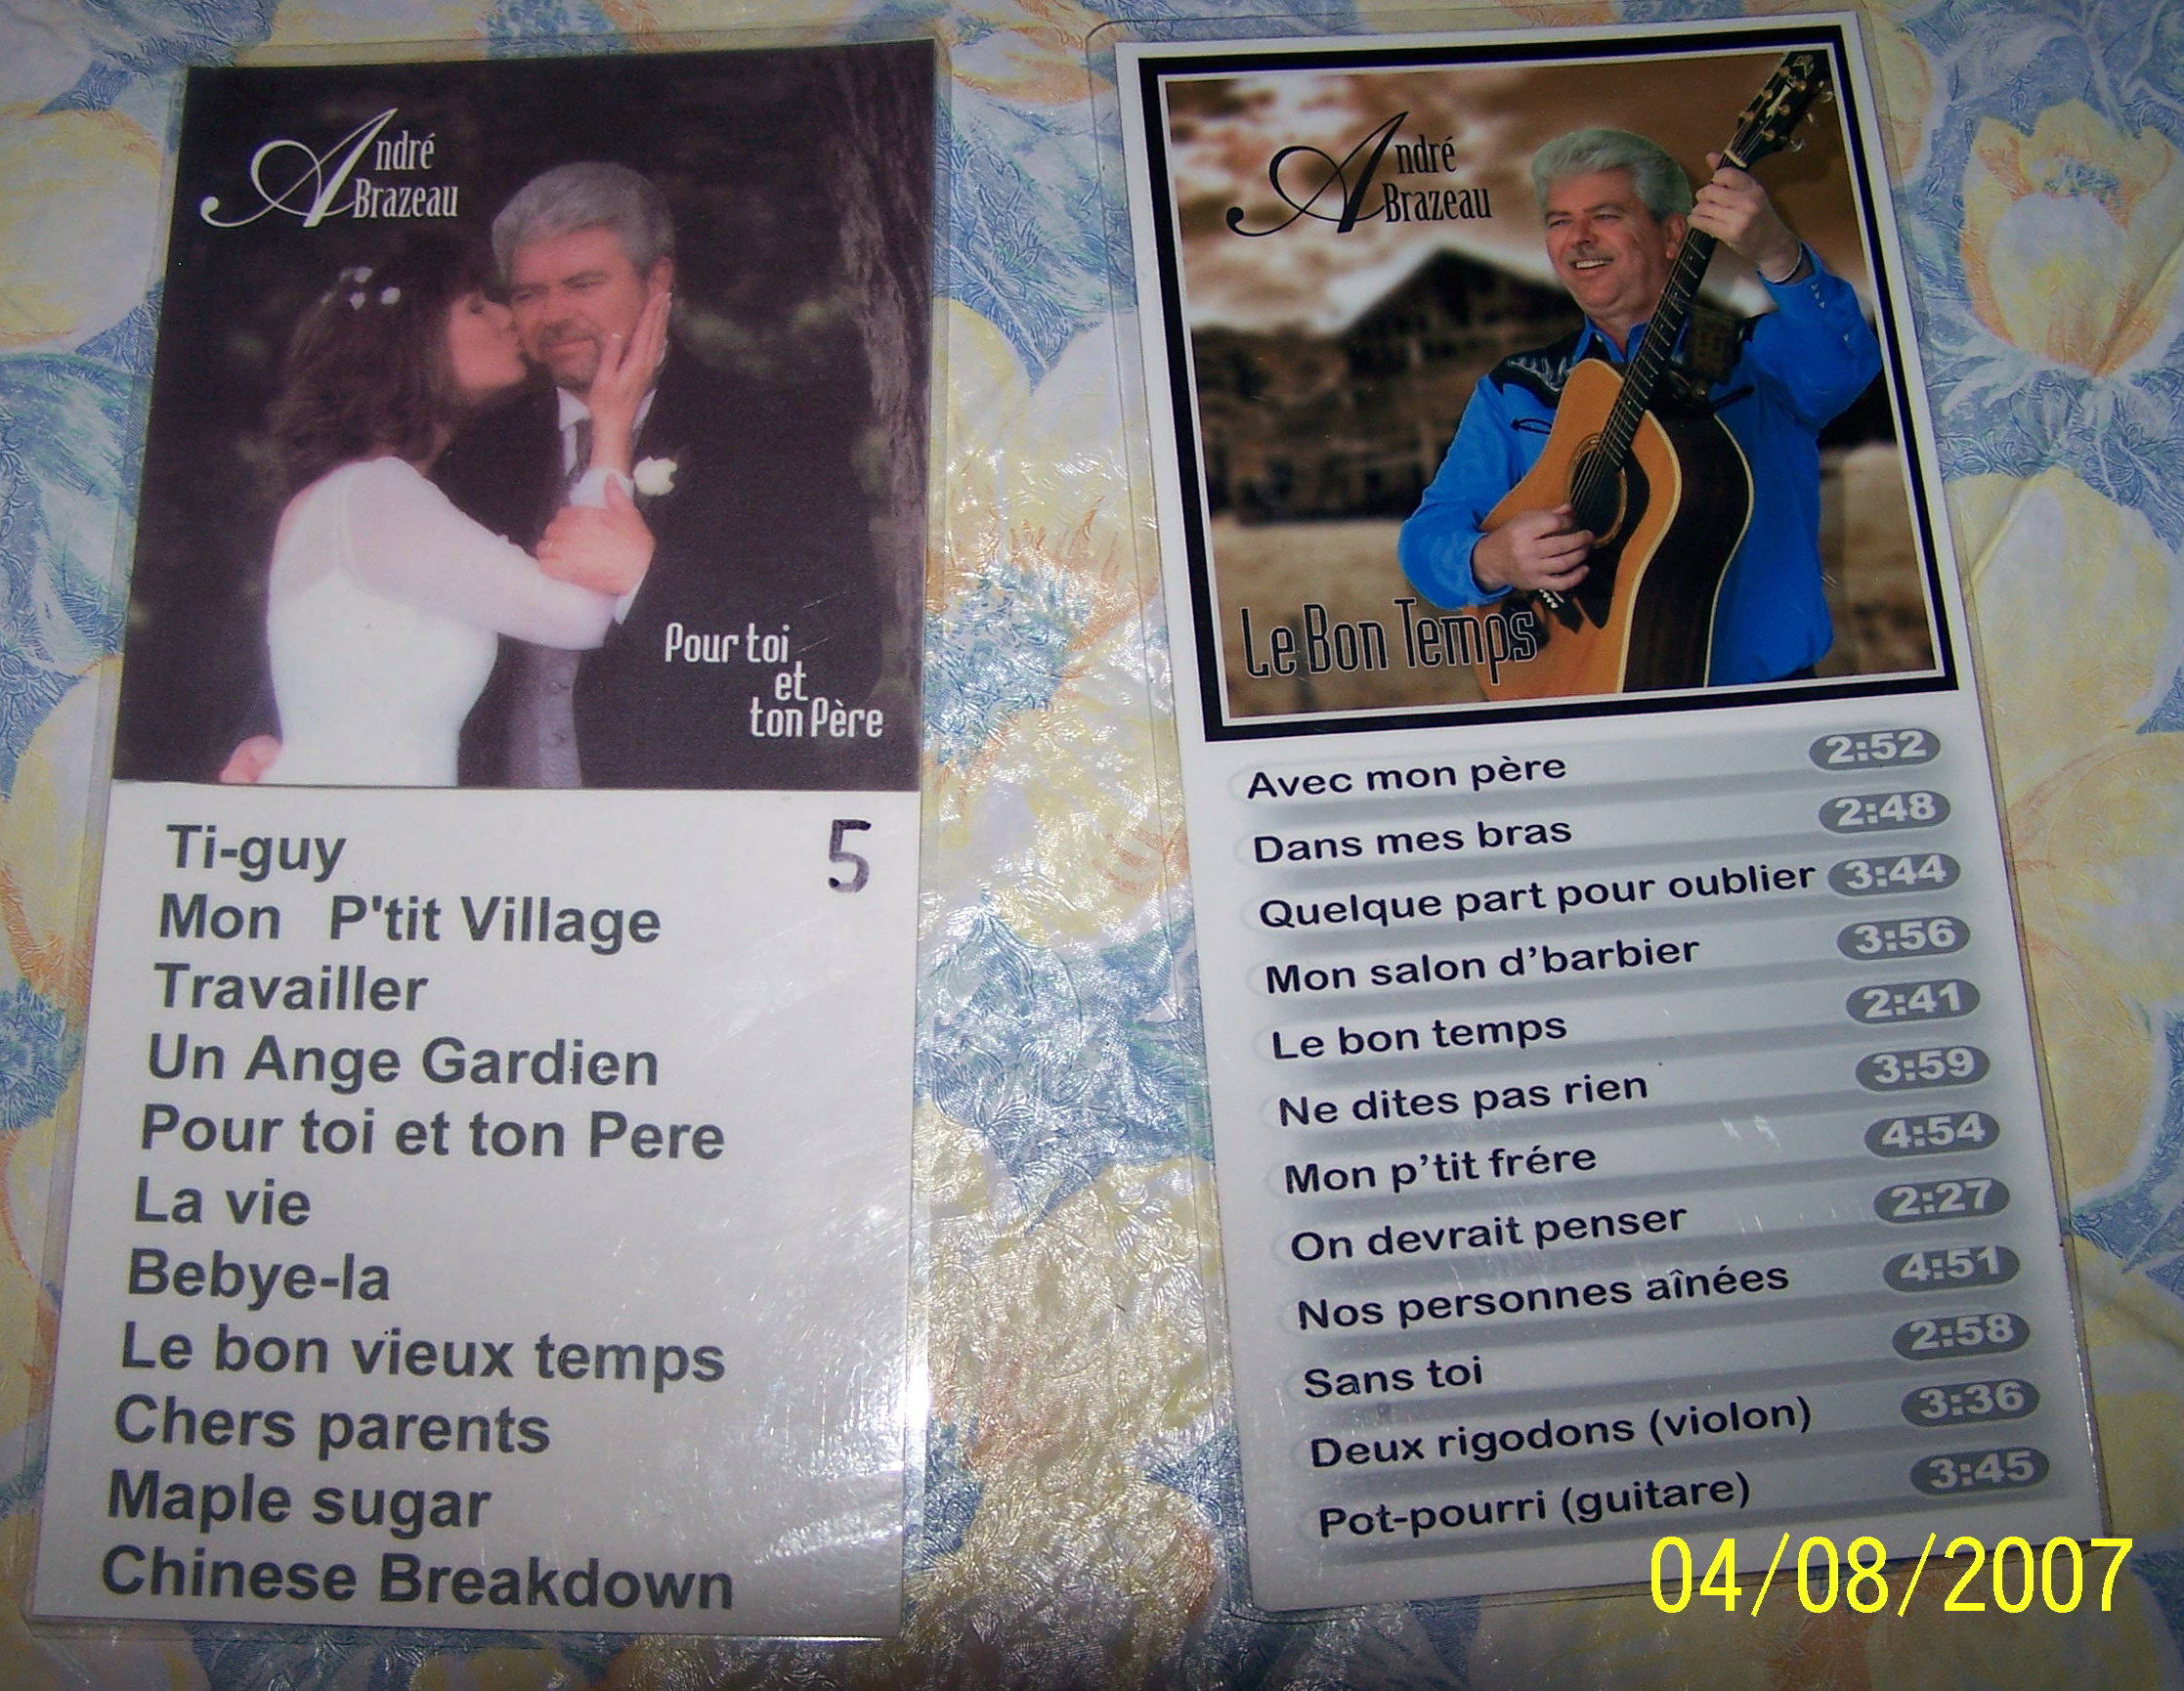 André
Brazeau
Pour toi
et
ton Père
Ti-guy
5
Mon P'tit Village
Travailler
Un Ange Gardien
Pour toi et ton Pere
La vie
Bebye-la
Le bon vieux temps
Chers parents
Maple sugar
Chinese Breakdown
André
Brazeau
Le Bon Temps
Avec mon père 2:52
Dans mes bras 2:48
Quelque part pour oublier 3:44
Mon salon d’barbier 3:56
Le bon temps 2:41
Ne dites pas rien 3:59
Mon p’tit frére 4:54
On devrait penser 2:27
Nos personnes aînées 4:51
Sans toi 2:58
Deux rigodons (violon) 3:36
Pot-pourri (guitare) 3:45
04/08/2007